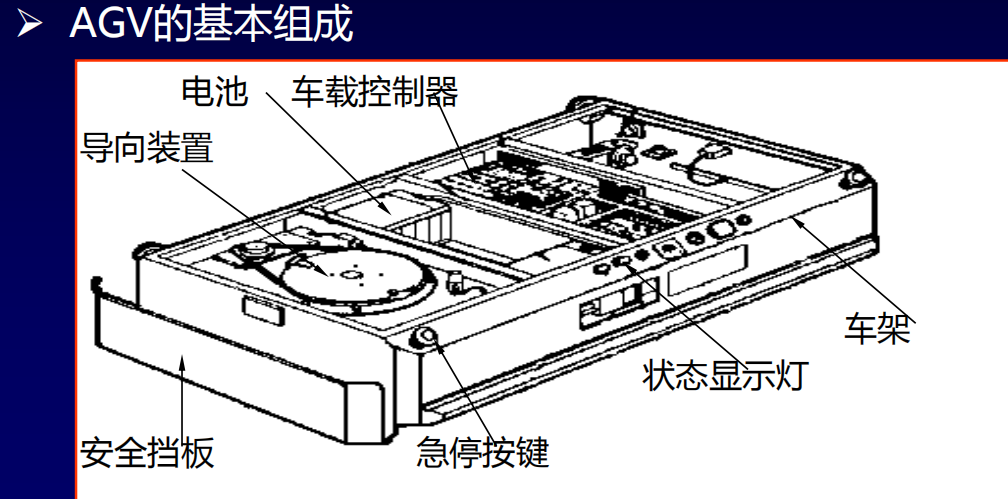 ➢ AGV的基本组成
电池 车载控制器
导向装置
车架
状态显示灯
安全挡板 急停按键